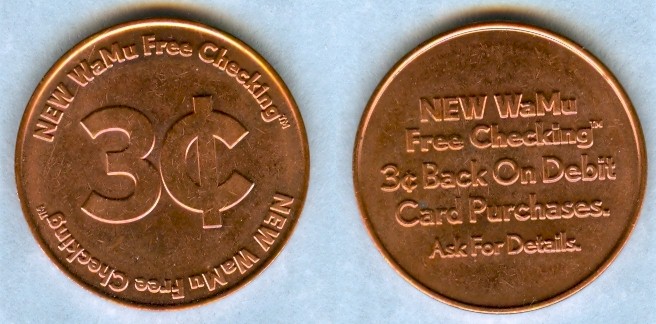 NEW WaMu Free Checking™
3¢
NEW WaMu Free Checking™
NEW WaMu
Free Checking™
3¢ Back On Debit
Card Purchases.
Ask For Details.